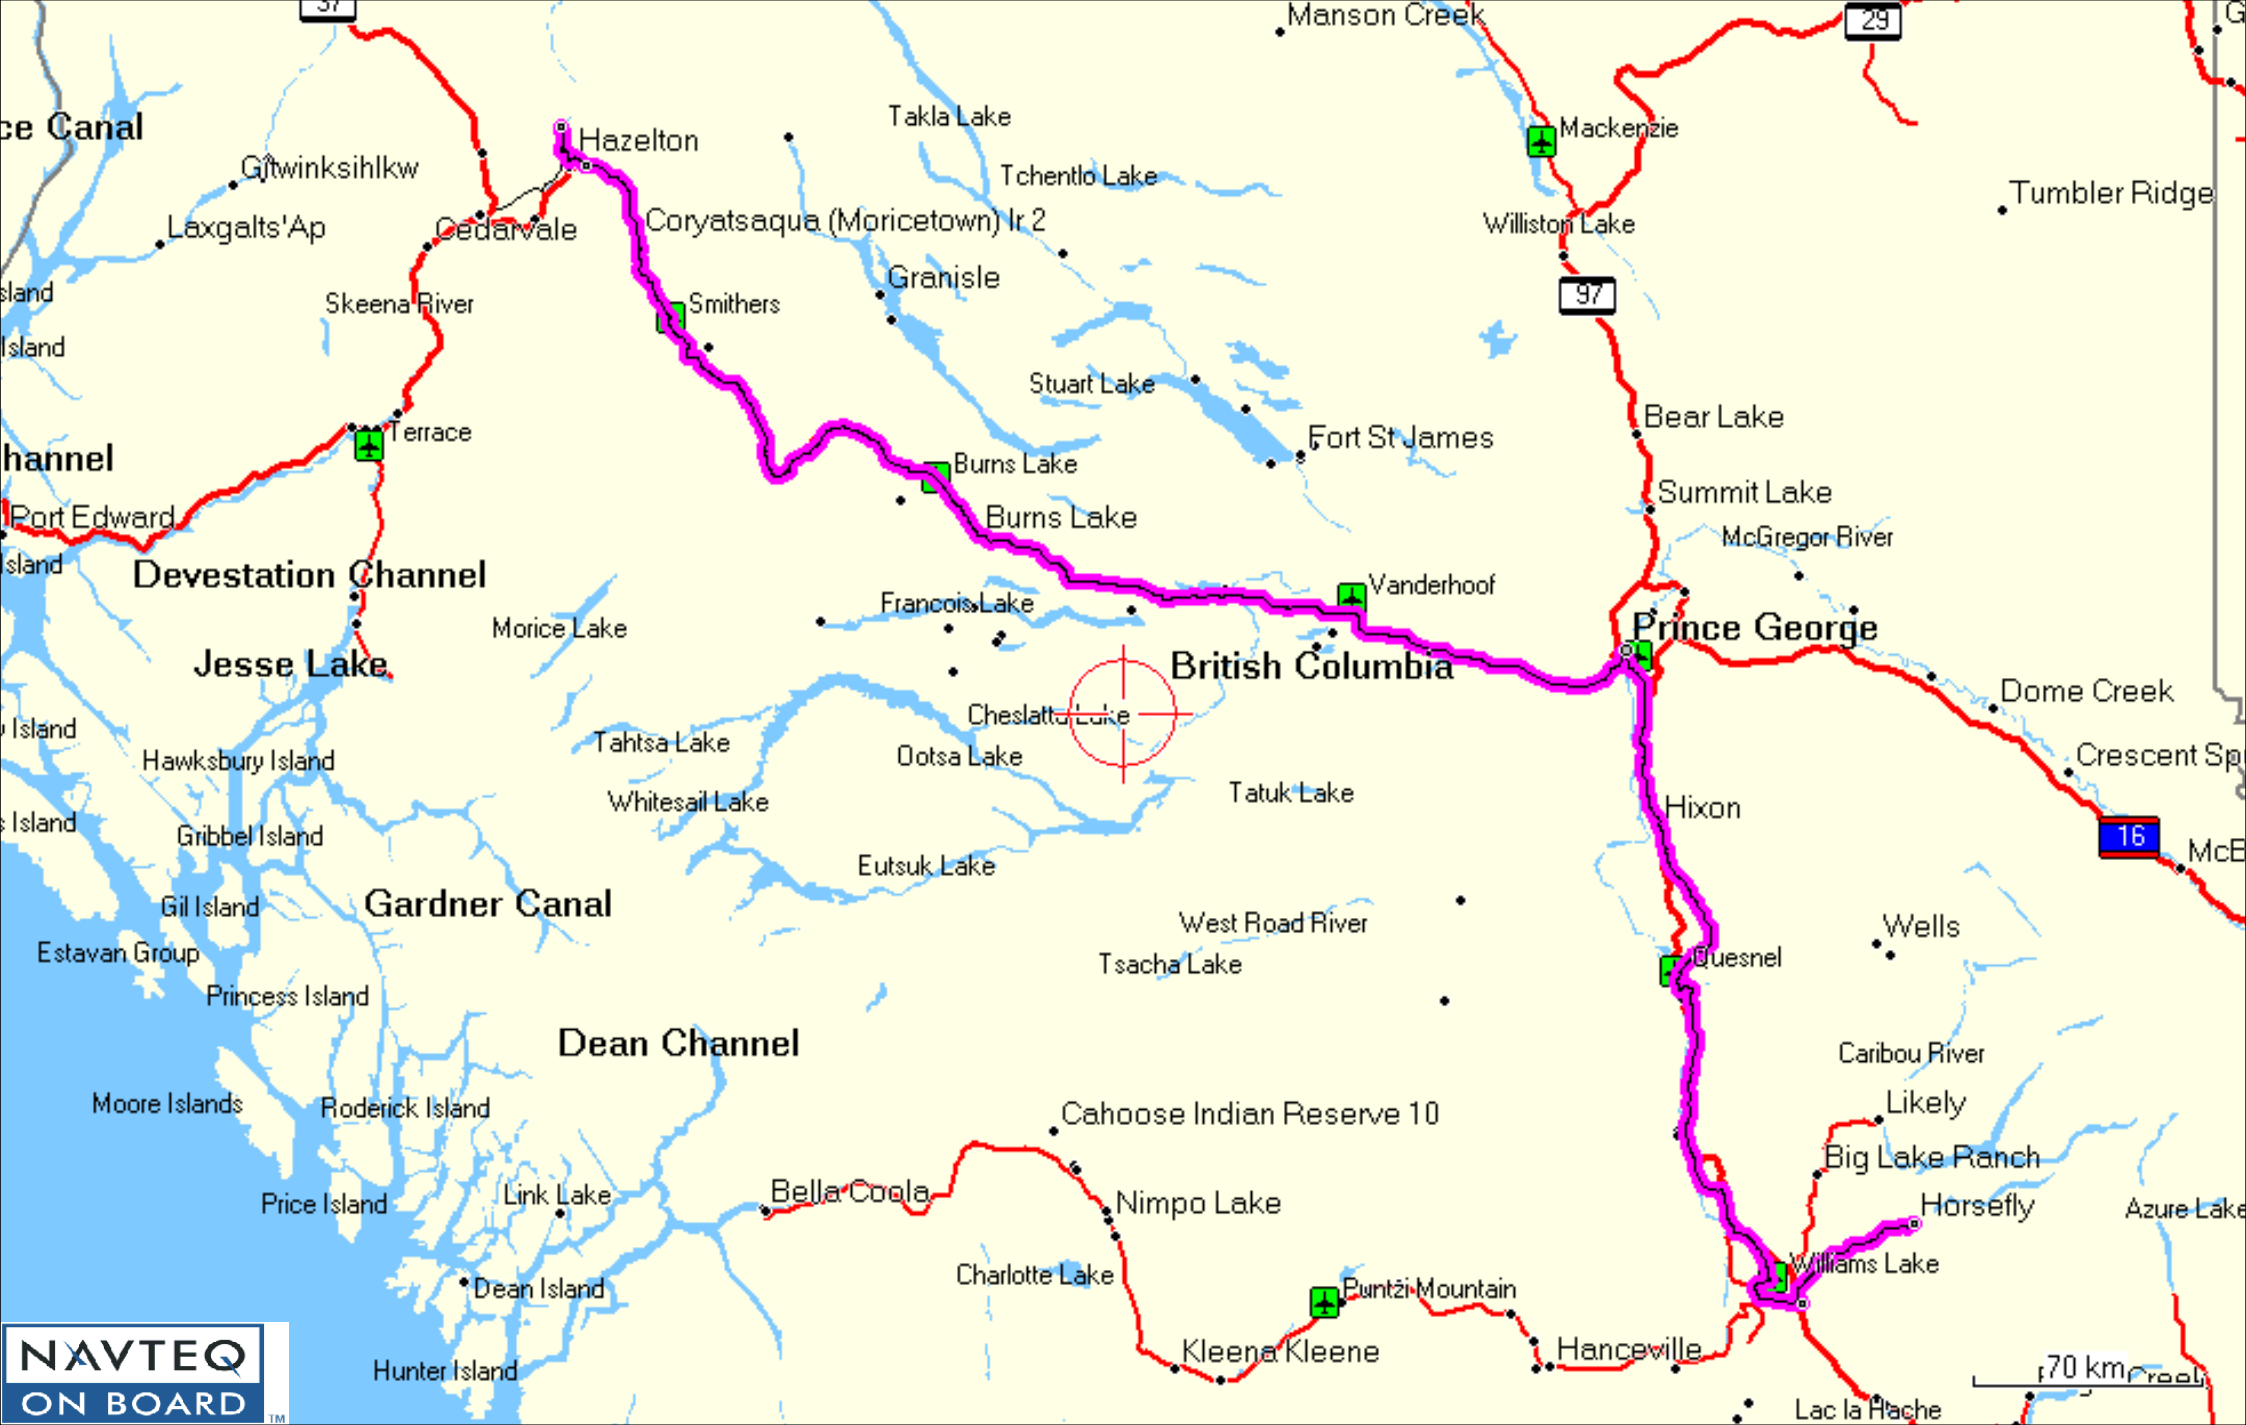 37
Manson Creek
29
G
ce Canal
Hazelton
Takla Lake
Mackenzie
Gitwinksihlkw
Tchentlo Lake
Tumbler Ridge
Laxgalts'Ap
Cedarvale
Coryatsaqua (Moricetown) Ir 2
Williston Lake
Granisle
sland
Skeena River
Smithers
97
Island
Stuart Lake
Bear Lake
Terrace
Fort St James
hannel
Burns Lake
Summit Lake
Port Edward
Burns Lake
McGregor River
Island
Devestation Channel
Vanderhoof
Francois Lake
Morice Lake
Prince George
Jesse Lake
British Columbia
Dome Creek
Island
Cheslatta Lake
Tahtsa Lake
Ootsa Lake
Hawksbury Island
Crescent Sp
Whitesail Lake
Tatuk Lake
Hixon
s Island
Gribbel Island
16
McB
Eutsuk Lake
Gardner Canal
Gil Island
West Road River
Wells
Estavan Group
Tsacha Lake
Quesnel
Princess Island
Dean Channel
Caribou River
Moore Islands
Roderick Island
Cahoose Indian Reserve 10
Likely
Big Lake Ranch
Price Island
Link Lake
Bella Coola
Nimpo Lake
Horsefly
Azure Lake
Charlotte Lake
Williams Lake
Dean Island
Puntzi Mountain
NAVTEQ
ON BOARD
TM
Hunter Island
Kleena Kleene
Hanceville
70 km
Creek
Lac la Hache